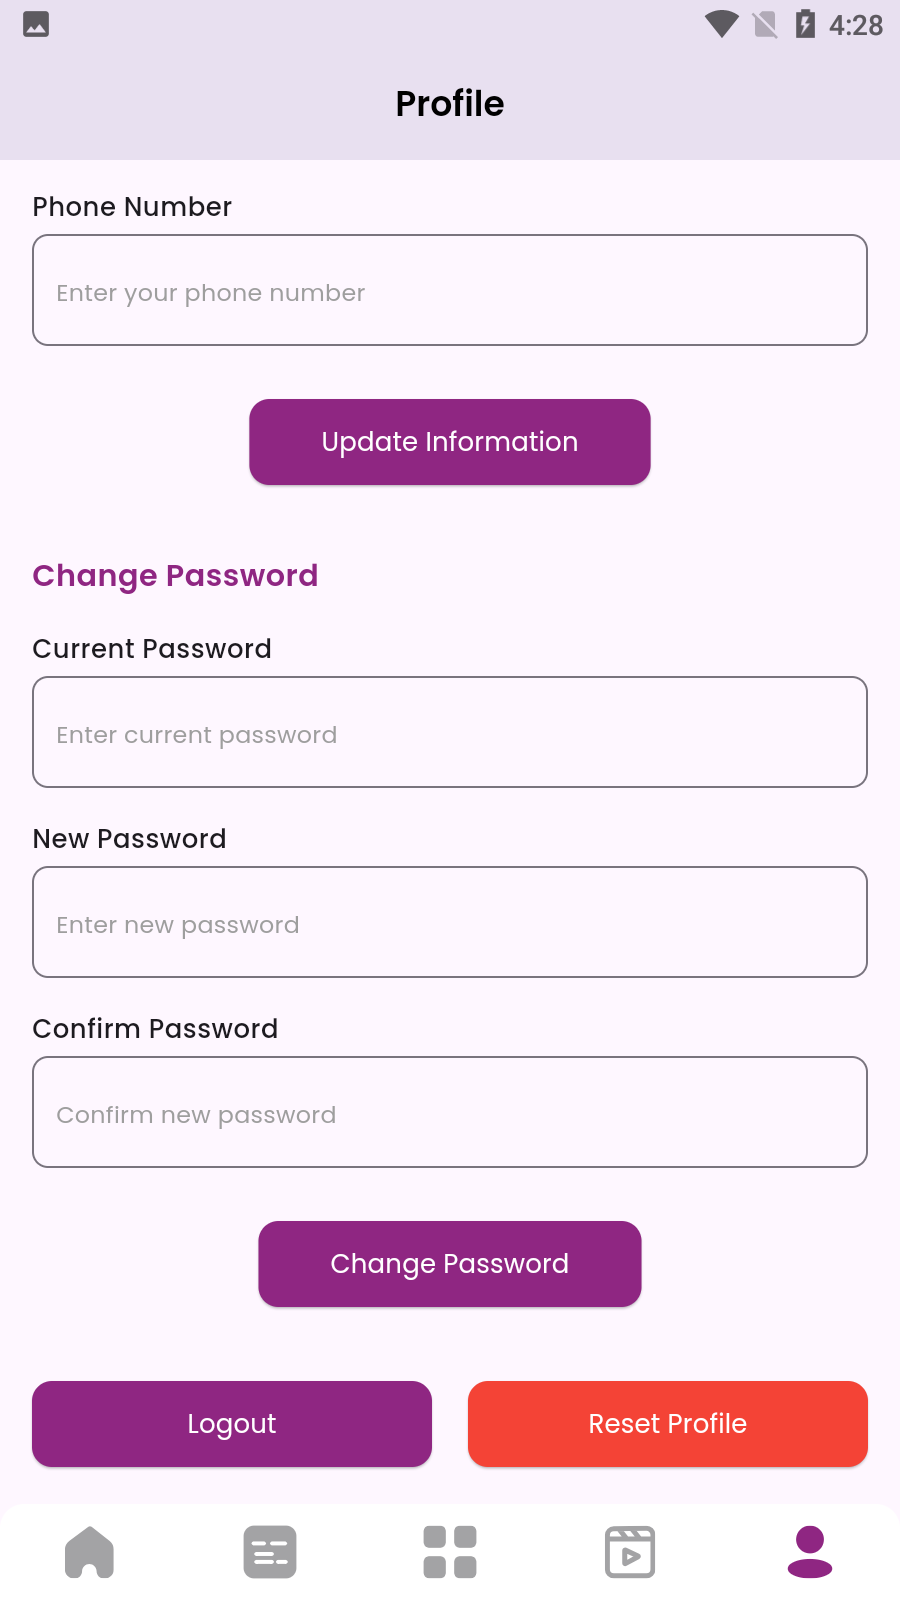 4:28
Profile
Phone Number
Enter your phone number
Update Information
Change Password
Current Password
Enter current password
New Password
Enter new password
Confirm Password
Confirm new password
Change Password
Logout
Reset Profile